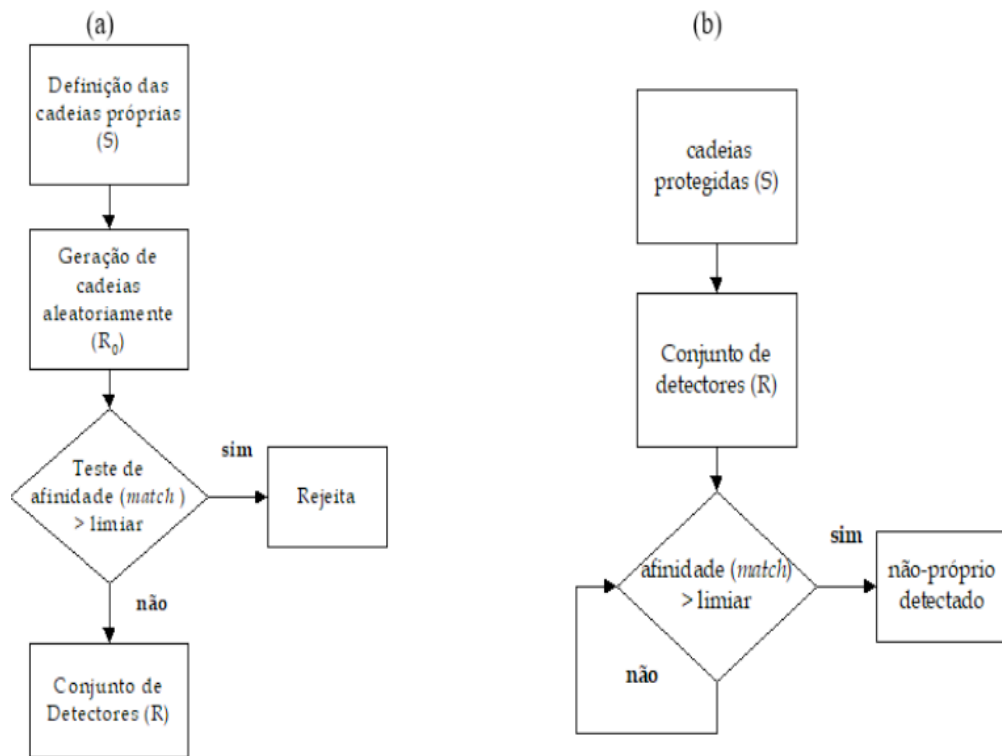 (a)
Definição das
cadeias próprias
(S)
Geração de
cadeias
aleatoriamente
(R₀)
Teste de
afinidade (match )
> limiar
sim
Rejeita
não
Conjunto de
Detectores (R)
(b)
cadeias
protegidas (S)
Conjunto de
detectores (R)
afinidade (match)
> limiar
sim
não-próprio
detectado
não